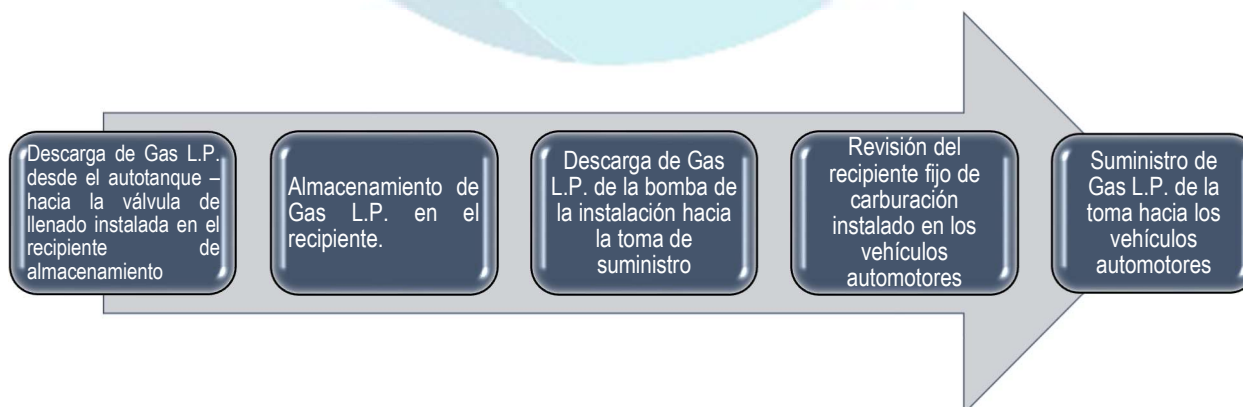 Descarga de Gas L.P.
desde el autotanque –
hacia la válvula de
llenado instalada en el
recipiente de
almacenamiento
Almacenamiento de
Gas L.P. en el
recipiente.
Descarga de Gas
L.P. de la bomba de
la instalación hacia
la toma de
suministro
Revisión del
recipiente fijo de
carburación
instalado en los
vehículos
automotores
Suministro de
Gas L.P. de la
toma hacia los
vehículos
automotores